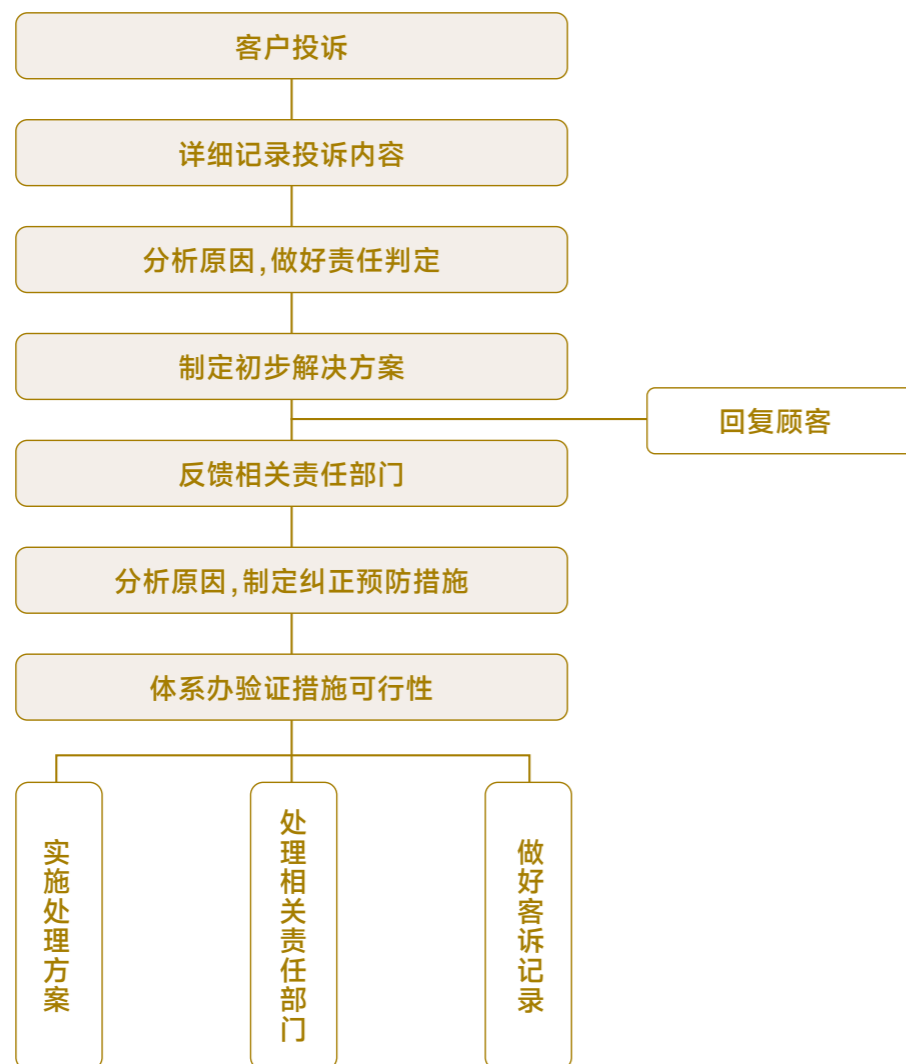 客户投诉
详细记录投诉内容
分析原因,做好责任判定
制定初步解决方案
回复顾客
反馈相关责任部门
分析原因,制定纠正预防措施
体系办验证措施可行性
实施处理方案
处理相关责任部门
做好客诉记录